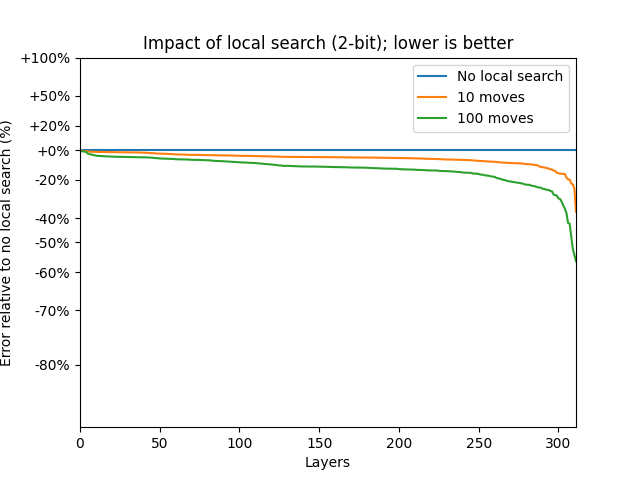 Impact of local search (2-bit); lower is better
+100%
+50%
+20%
+0%
-20%
-40%
-50%
-60%
-70%
-80%
Error relative to no local search (%)
No local search
10 moves
100 moves
0 50 100 150 200 250 300
Layers